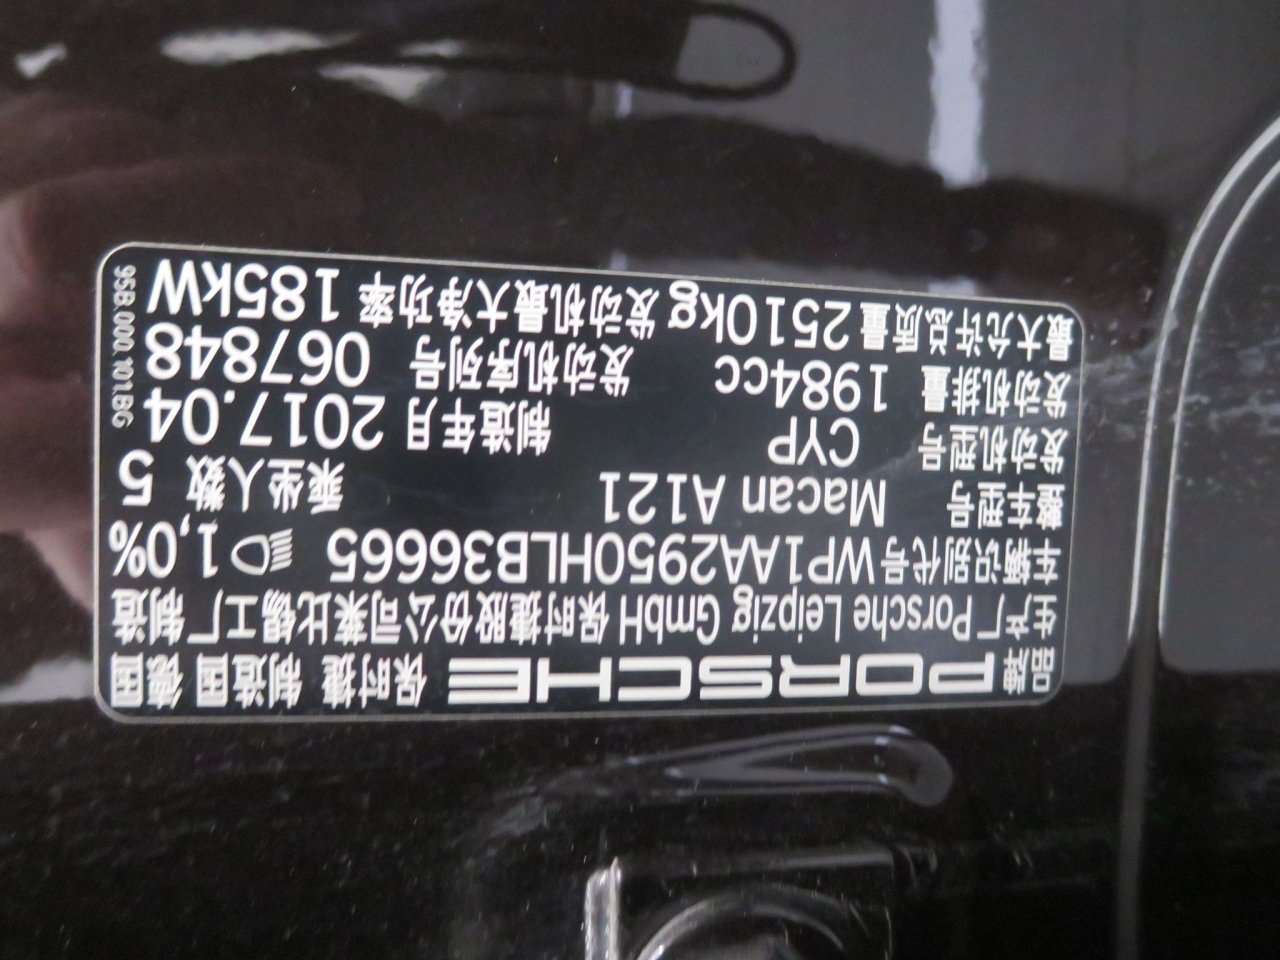 品牌 PORSCHE 保时捷 制造国 德国
生产厂 Porsche Leipzig GmbH 保时捷股份公司莱比锡工厂 制造
车辆识别代号 WP1AA2950HLB36665 1,0%
整车型号 Macan A121 乘坐人数 5
发动机型号 CYP 制造年月 2017.04
发动机排量 1984cc 发动机序列号 067848
最大允许总质量 2510kg 发动机最大净功率 185kW
95B.000.101.BG